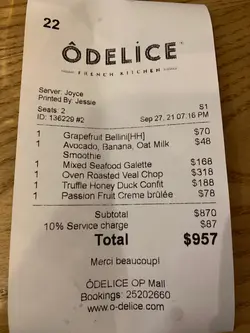 22
ÔDELICE®
FRENCH KITCHEN
Server: Joyce
Printed By: Jessie
Seats: 2 S1
ID: 136229 #2 Sep 27, 21 07:16 PM
1 Grapefruit Bellini[HH] $70
1 Avocado, Banana, Oat Milk Smoothie $48
1 Mixed Seafood Galette $168
1 Oven Roasted Veal Chop $318
1 Truffle Honey Duck Confit $188
1 Passion Fruit Creme brûlée $78
Subtotal $870
10% Service charge $87
Total $957
Merci beaucoup!
ÔDELICE OP Mall
Bookings: 25202660
www.o-delice.com